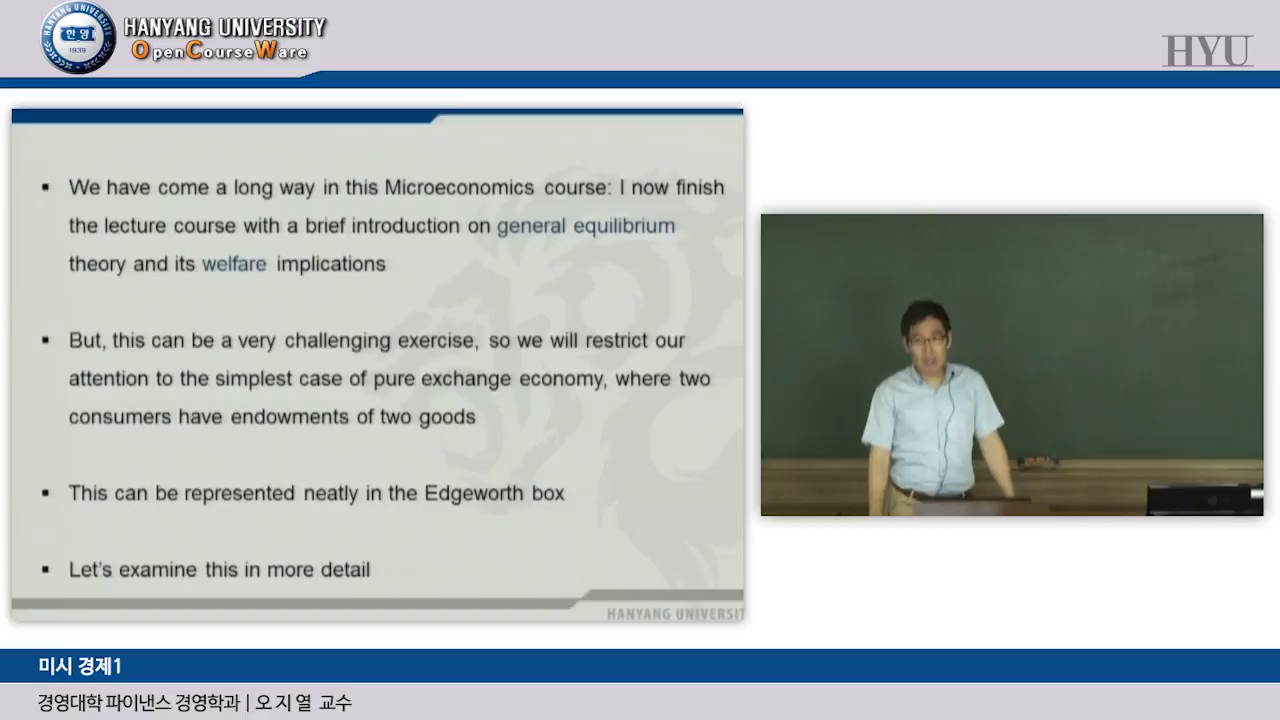 HANYANG UNIVERSITY
OpenCourseWare
한양
1939
HYU
▪ We have come a long way in this Microeconomics course: I now finish
the lecture course with a brief introduction on general equilibrium
theory and its welfare implications
▪ But, this can be a very challenging exercise, so we will restrict our
attention to the simplest case of pure exchange economy, where two
consumers have endowments of two goods
▪ This can be represented neatly in the Edgeworth box
▪ Let's examine this in more detail
HANYANG UNIVERSIT
미시 경제1
경영대학 파이낸스 경영학과 | 오 지 열 교수